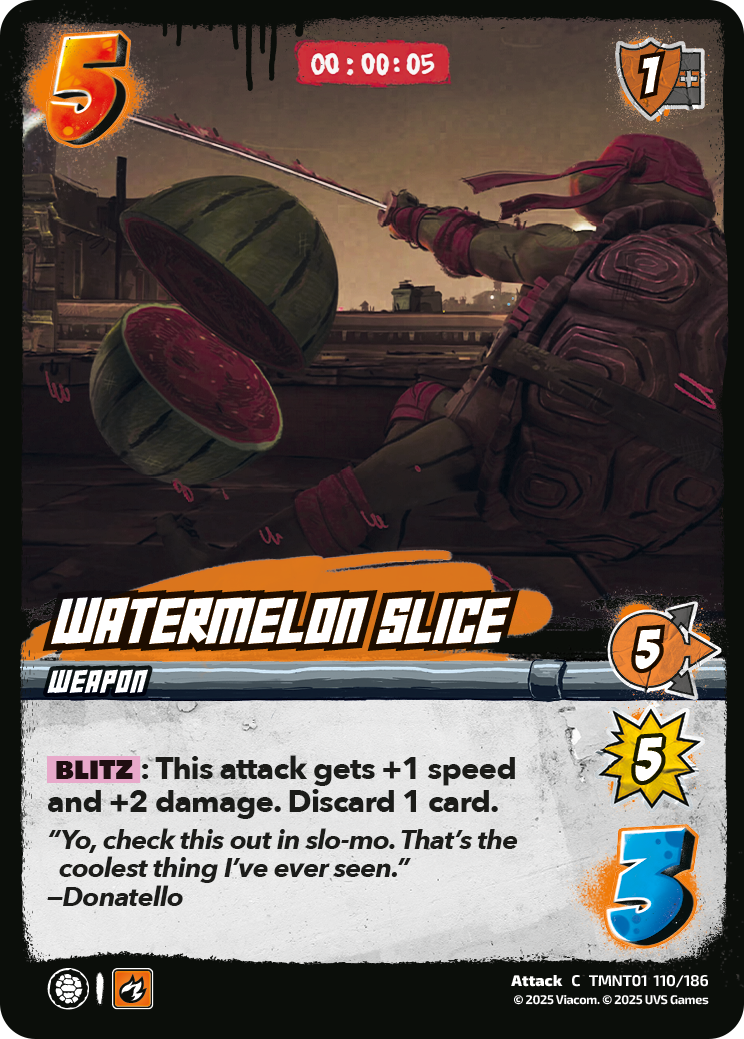 5
00:00:05
1
WATERMELON SLICE
WEAPON
5
BLITZ: This attack gets +1 speed
and +2 damage. Discard 1 card.
5
“Yo, check this out in slo-mo. That’s the
coolest thing I’ve ever seen.”
–Donatello
3
Attack C TMNT01 110/186
© 2025 Viacom. © 2025 UVS Games